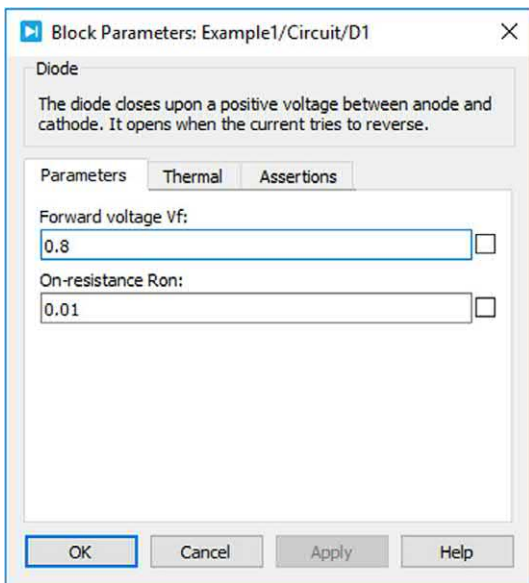 Block Parameters: Example1/Circuit/D1
Diode
The diode closes upon a positive voltage between anode and
cathode. It opens when the current tries to reverse.
Parameters Thermal Assertions
Forward voltage Vf:
0.8
On-resistance Ron:
0.01
OK Cancel Apply Help